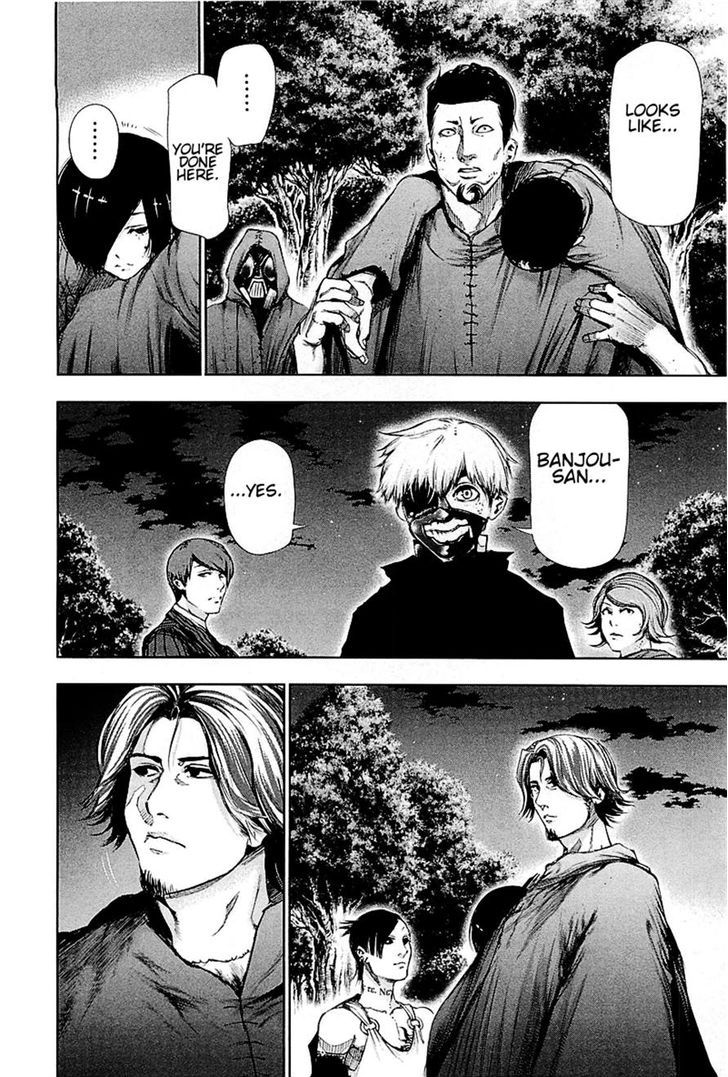 LOOKS
LIKE...
....
YOU'RE
DONE
HERE.
....
BANJOU-
SAN...
...YES.